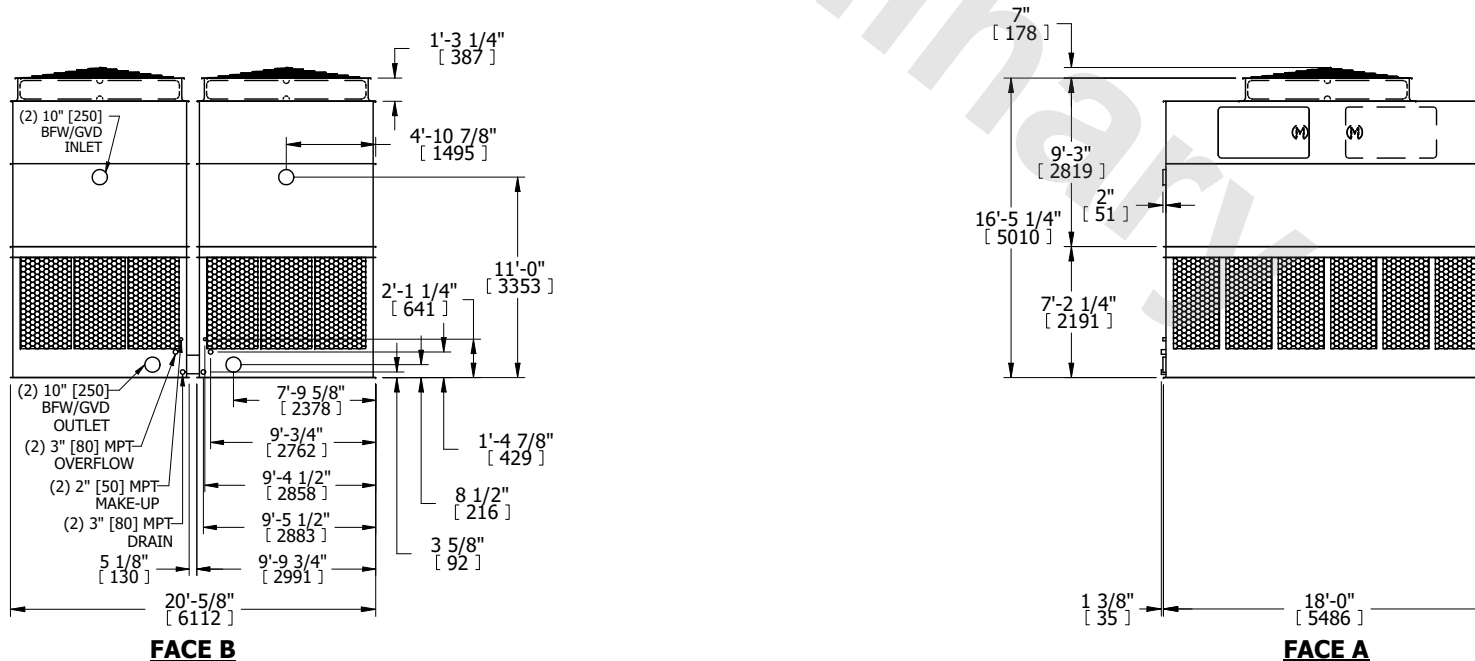 1'-3 1/4"
[ 387 ]
(2) 10" [250]
BFW/GVD
INLET
4'-10 7/8"
[ 1495 ]
11'-0"
[ 3353 ]
2'-1 1/4"
[ 641 ]
(2) 10" [250]
BFW/GVD
OUTLET
(2) 3" [80] MPT
OVERFLOW
(2) 2" [50] MPT
MAKE-UP
(2) 3" [80] MPT
DRAIN
7'-9 5/8"
[ 2378 ]
9'-3/4"
[ 2762 ]
9'-4 1/2"
[ 2858 ]
9'-5 1/2"
[ 2883 ]
5 1/8"
[ 130 ]
9'-9 3/4"
[ 2991 ]
1'-4 7/8"
[ 429 ]
8 1/2"
[ 216 ]
3 5/8"
[ 92 ]
20'-5/8"
[ 6112 ]
FACE B
7"
[ 178 ]
M M
9'-3"
[ 2819 ]
2"
[ 51 ]
16'-5 1/4"
[ 5010 ]
7'-2 1/4"
[ 2191 ]
1 3/8"
[ 35 ]
18'-0"
[ 5486 ]
FACE A